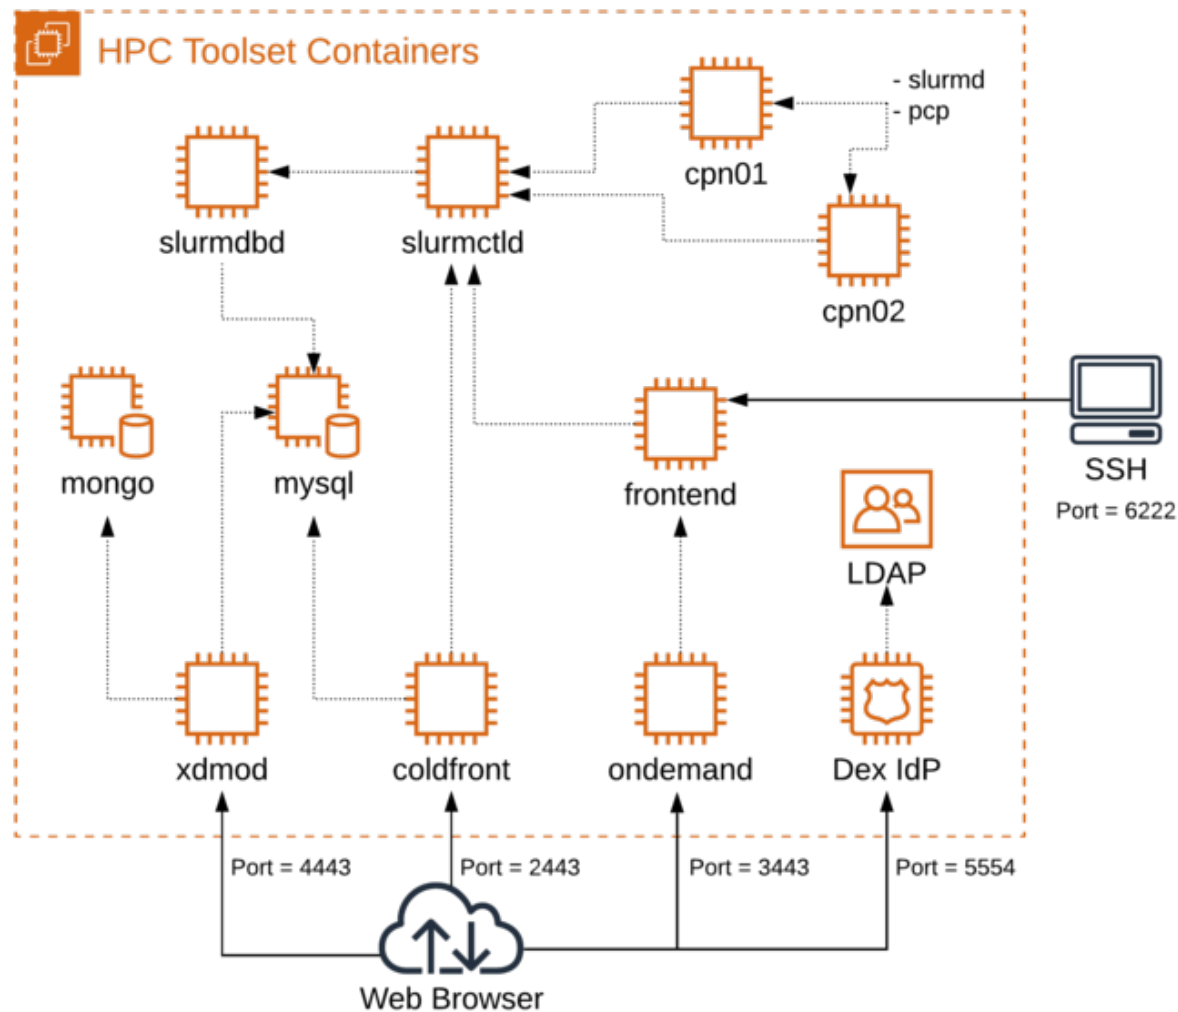 HPC Toolset Containers
- slurmd
- pcp
cpn01
slurmdbd
slurmctld
cpn02
mongo
mysql
frontend
SSH
Port = 6222
LDAP
xdmod
coldfront
ondemand
Dex IdP
Port = 4443
Port = 2443
Port = 3443
Port = 5554
Web Browser